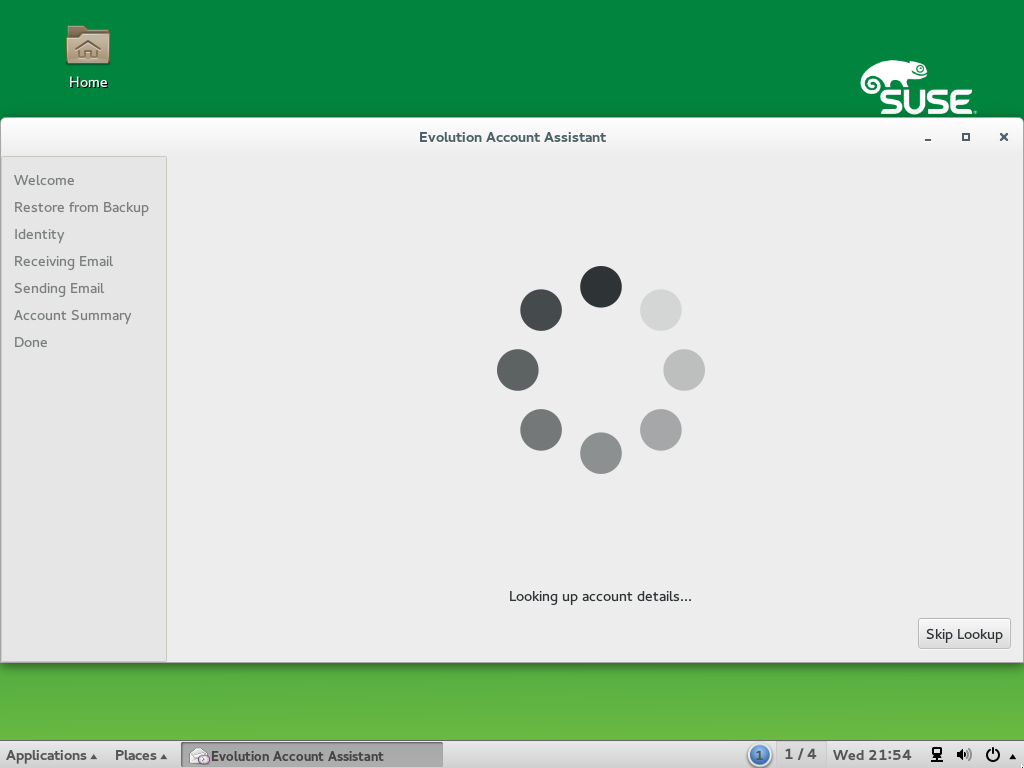 Home
SUSE
Evolution Account Assistant
Welcome
Restore from Backup
Identity
Receiving Email
Sending Email
Account Summary
Done
Looking up account details...
Skip Lookup
Applications
Places
Evolution Account Assistant
1
1 / 4
Wed 21:54